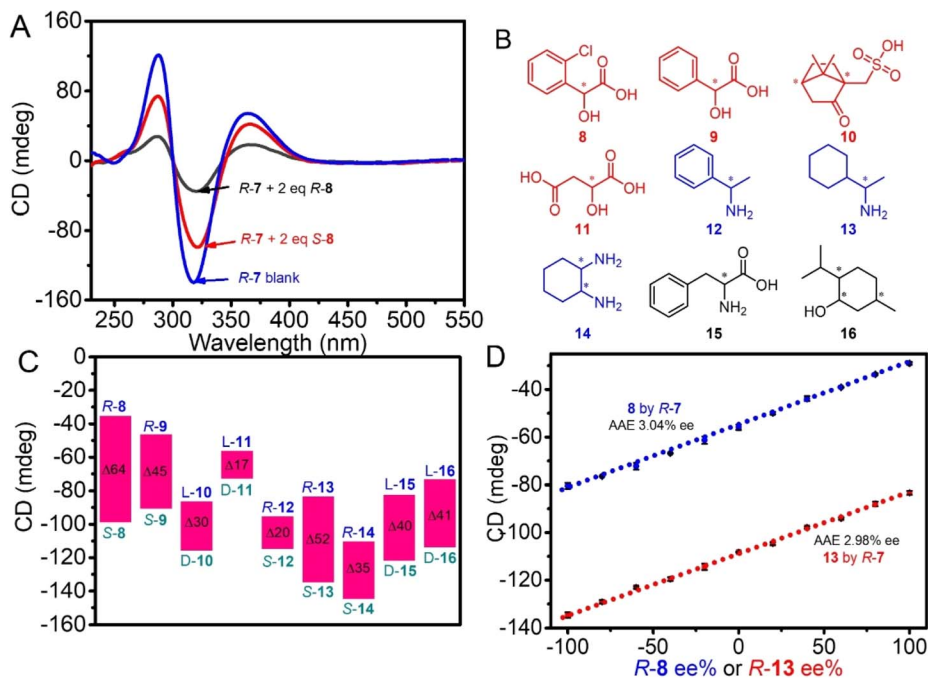 A
160
80
0
-80
-160
CD (mdeg)
R-7 + 2 eq R-8
R-7 + 2 eq S-8
R-7 blank
250 300 350 400 450 500 550
Wavelength (nm)
B
Cl
O
OH
OH
*
8
O
OH
OH
*
9
OH
S
O
O
O
*
*
10
O
HO
O
OH
OH
*
11
*
NH2
12
*
NH2
13
NH2
NH2
*
*
14
O
OH
NH2
*
15
HO
*
*
*
16
C
0
-20
-40
-60
-80
-100
-120
-140
-160
CD (mdeg)
R-8
Δ64
S-8
R-9
Δ45
S-9
L-10
Δ30
D-10
L-11
Δ17
D-11
R-12
Δ20
S-12
R-13
Δ52
S-13
R-14
Δ35
S-14
L-15
Δ40
D-15
L-16
Δ41
D-16
D
-40
-60
-80
-100
-120
-140
CD (mdeg)
8 by R-7
AAE 3.04% ee
AAE 2.98% ee
13 by R-7
-100 -50 0 50 100
R-8 ee% or R-13 ee%